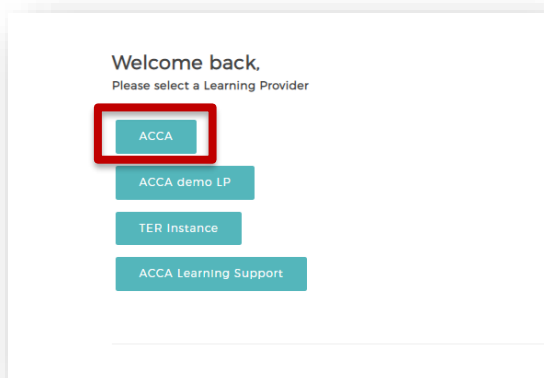 Welcome back,
Please select a Learning Provider
ACCA
ACCA demo LP
TER Instance
ACCA Learning Support